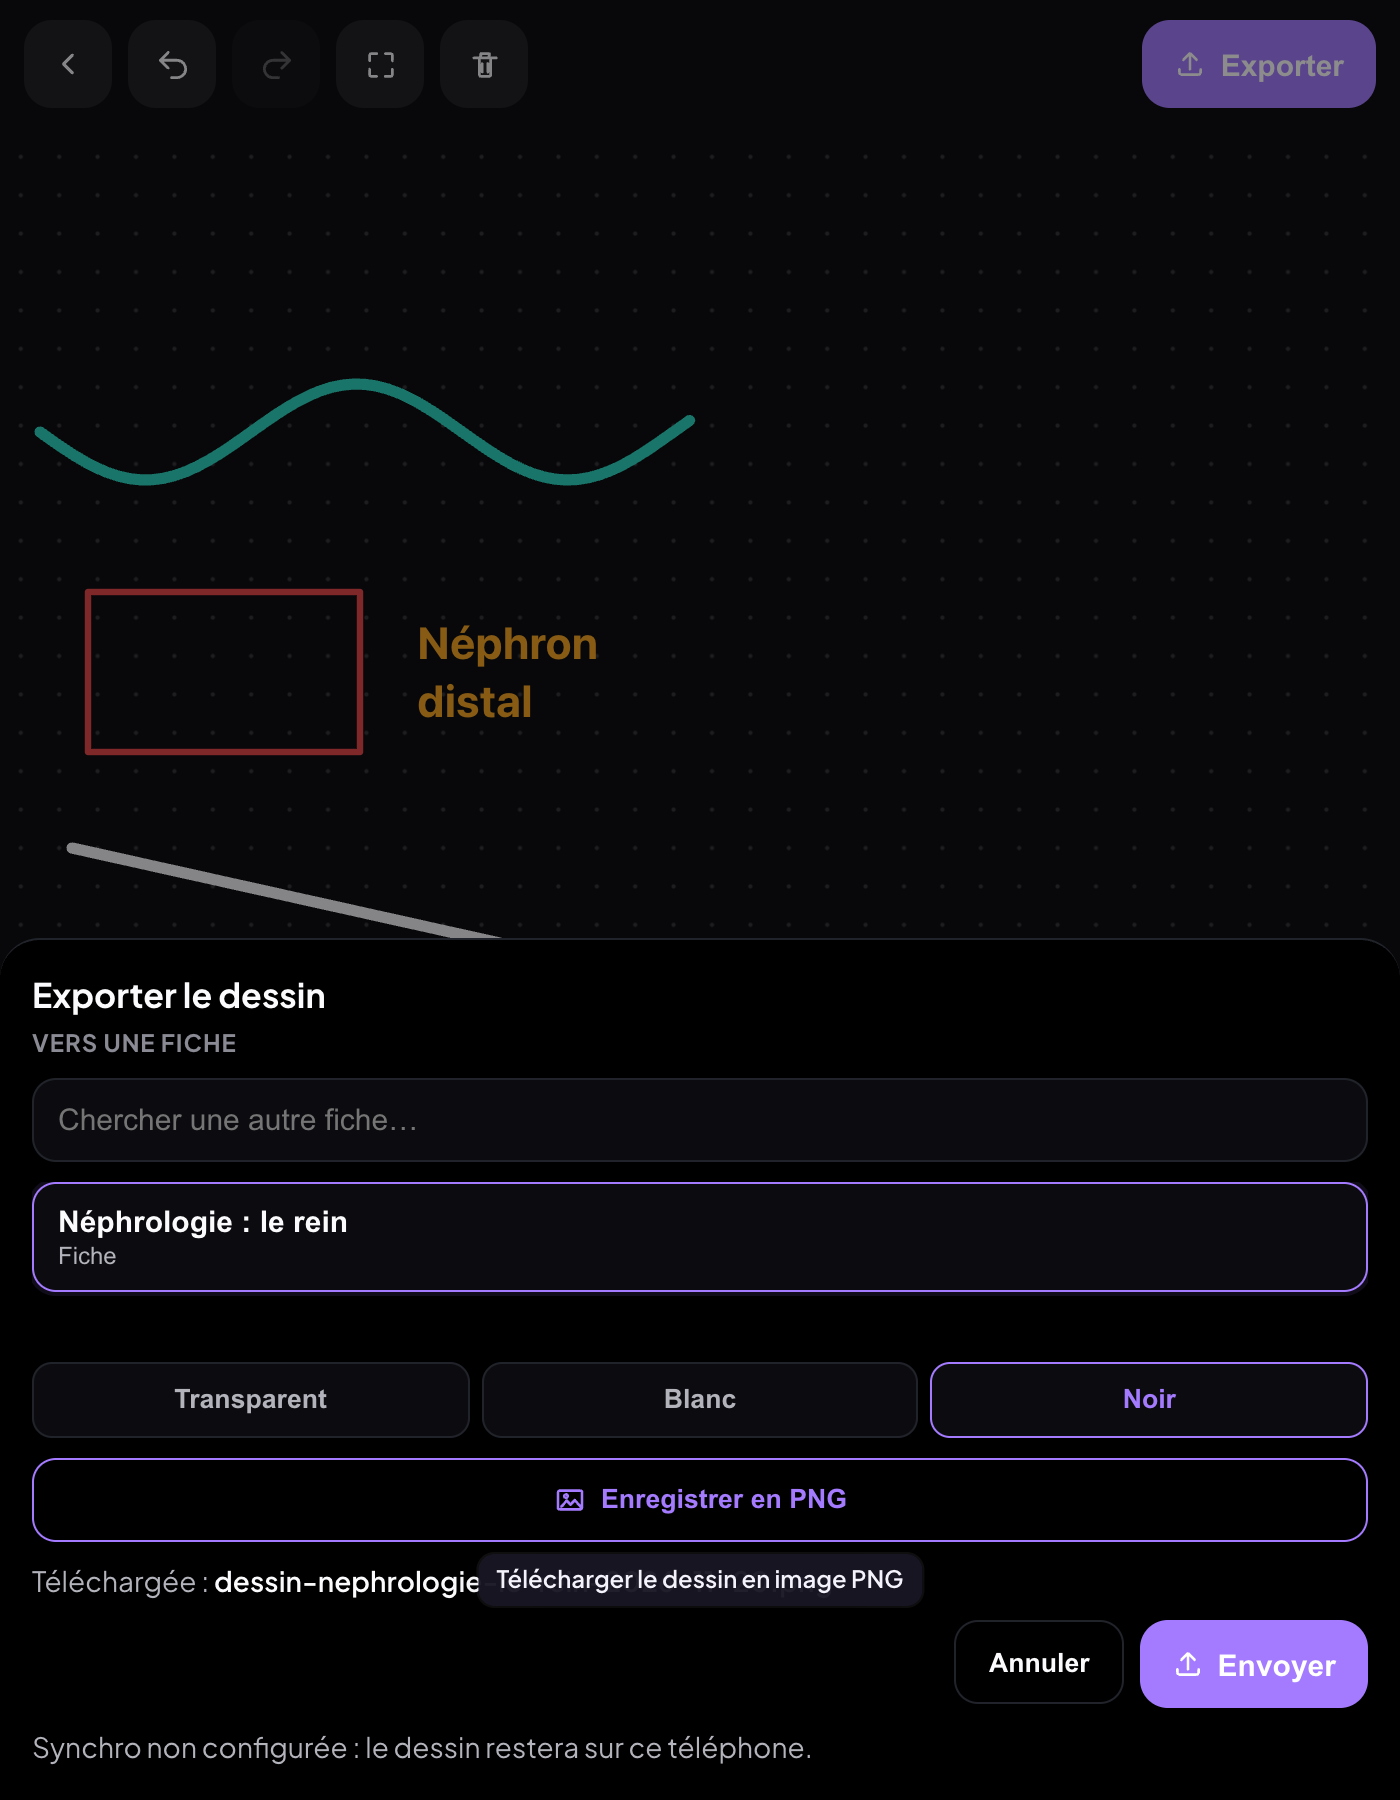 Exporter
Néphron
distal
Exporter le dessin
VERS UNE FICHE
Chercher une autre fiche…
Néphrologie : le rein
Fiche
Transparent
Blanc
Noir
Enregistrer en PNG
Téléchargée : dessin-nephrologie
Télécharger le dessin en image PNG
Annuler
Envoyer
Synchro non configurée : le dessin restera sur ce téléphone.